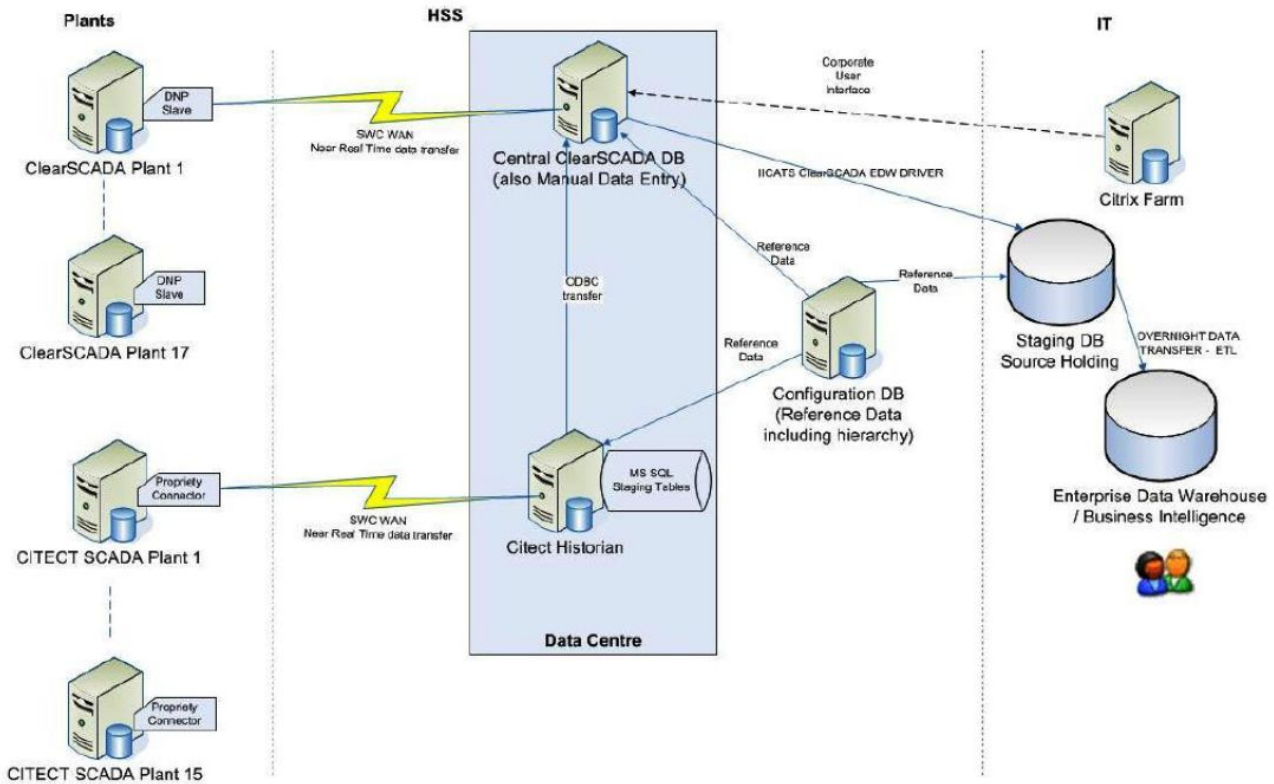 Plants
HSS
IT
DNP
Slave
ClearSCADA Plant 1
SWC WAN
Near Real Time data transfer
Central ClearSCADA DB
(also Manual Data Entry)
Corporate
User
Interface
Citrix Farm
IICATS ClearSCADA EDW DRIVER
DNP
Slave
ClearSCADA Plant 17
ODBC
transfer
Reference
Data
Reference
Data
Reference
Data
Staging DB
Source Holding
OVERNIGHT DATA
TRANSFER - ETL
Configuration DB
(Reference Data
including hierarchy)
Propriety
Connector
CITECT SCADA Plant 1
SWC WAN
Near Real Time data transfer
MS SQL
Staging Tables
Citect Historian
Enterprise Data Warehouse
/ Business Intelligence
Data Centre
Propriety
Connector
CITECT SCADA Plant 15